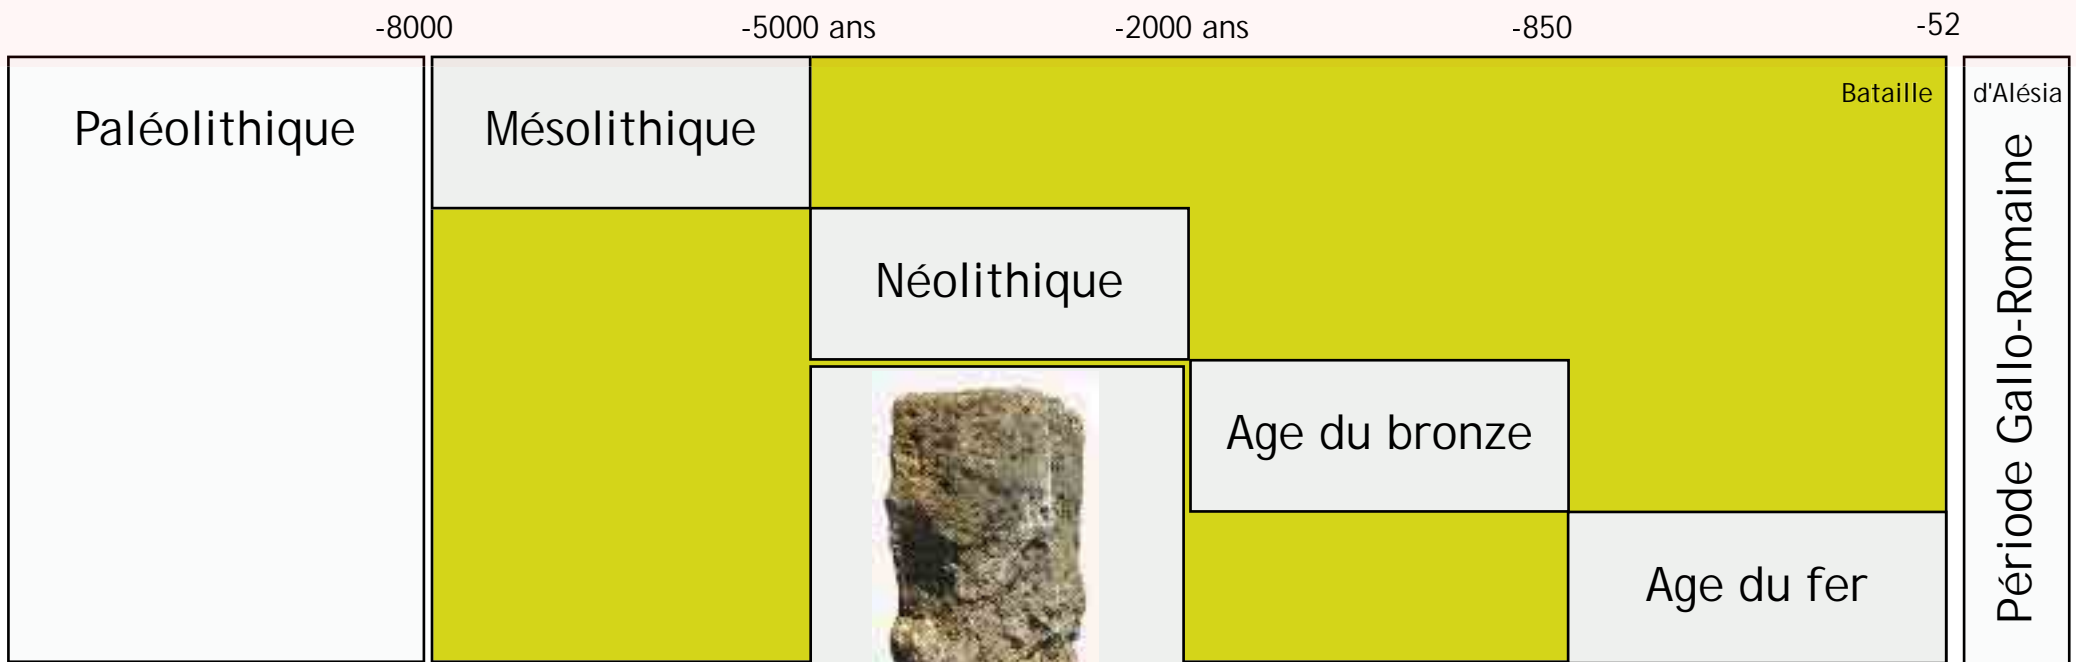 -8000
-5000 ans
-2000 ans
-850
-52
Paléolithique
Mésolithique
Bataille d'Alésia
Néolithique
Age du bronze
Age du fer
Période Gallo-Romaine